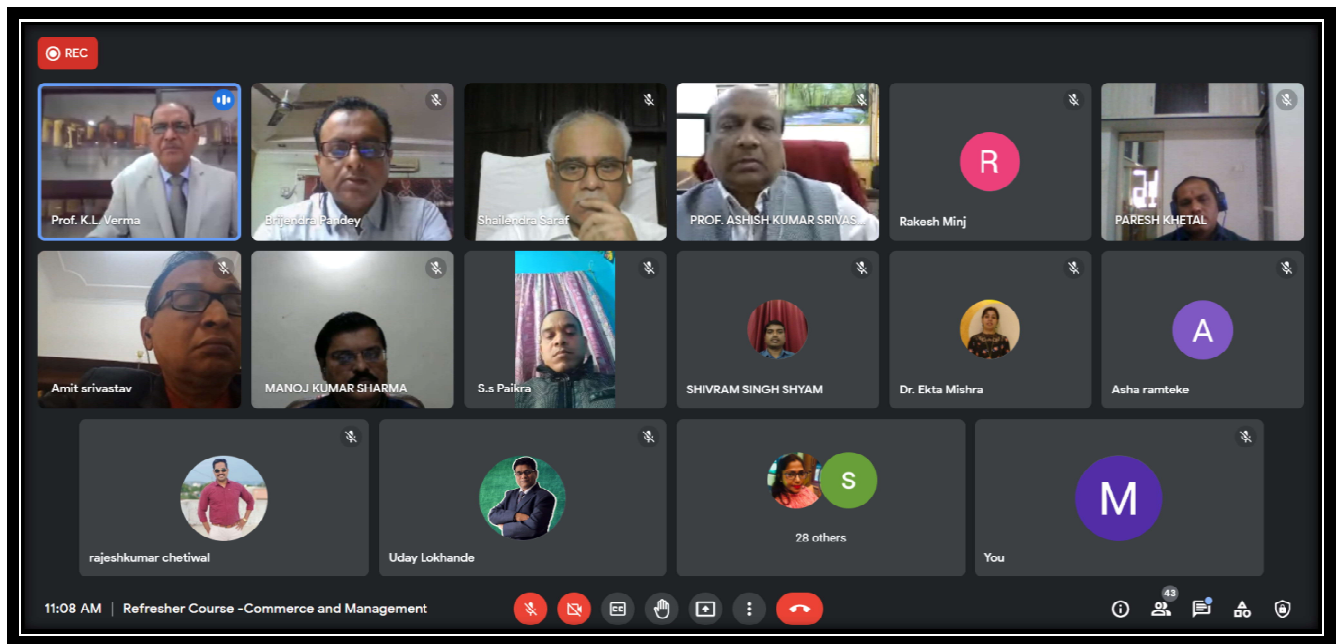 REC
Prof. K.L. Verma
Brijendra Pandey
Shailendra Saraf
PROF. ASHISH KUMAR SRIVAS...
R
Rakesh Minj
PARESH KHETAL
Amit srivastav
MANOJ KUMAR SHARMA
S.s Paikra
SHIVRAM SINGH SHYAM
Dr. Ekta Mishra
A
Asha ramteke
rajeshkumar chetiwal
Uday Lokhande
S
28 others
M
You
11:08 AM | Refresher Course -Commerce and Management
CC
43